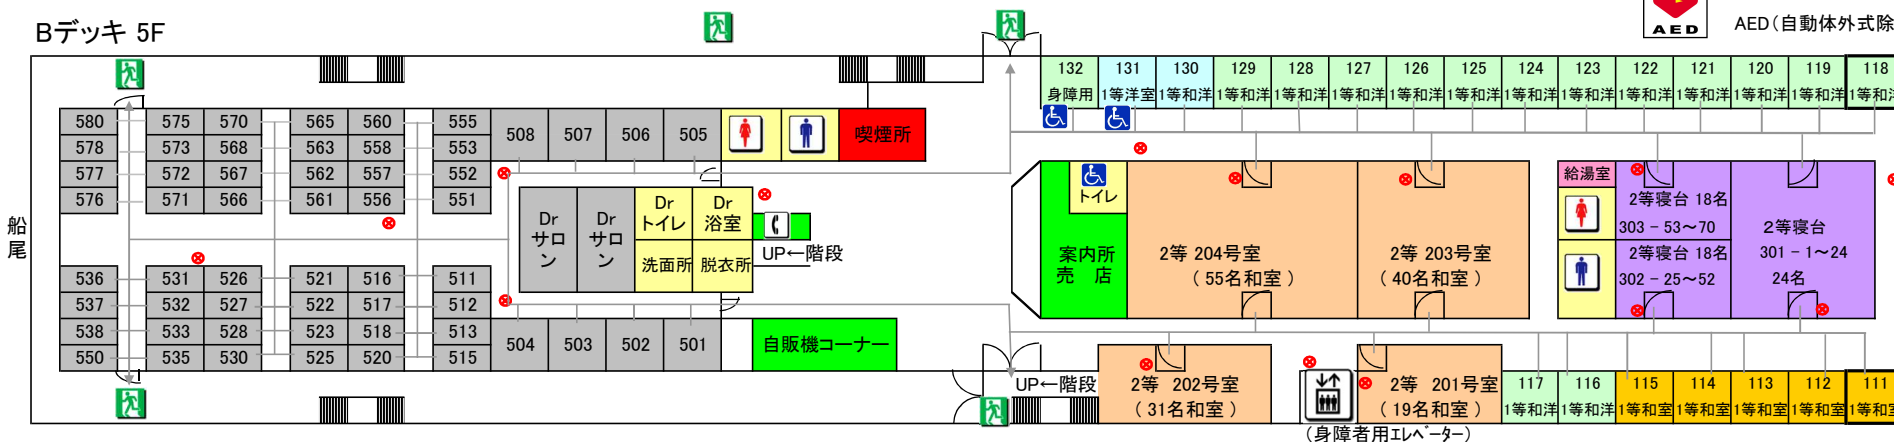 Bデッキ 5F
AED
AED(自動体外式除
船尾
580 575 570 565 560 555
578 573 568 563 558 553
577 572 567 562 557 552
576 571 566 561 556 551
508 507 506 505
喫煙所
Dr
サロン
Dr
サロン
Dr
トイレ
Dr
浴室
洗面所
脱衣所
UP←階段
536 531 526 521 516 511
537 532 527 522 517 512
538 533 528 523 518 513
550 535 530 525 520 515
504 503 502 501
自販機コーナー
132 131 130 129 128 127 126 125 124 123 122 121 120 119 118
身障用 1等洋室 1等和洋 1等和洋 1等和洋 1等和洋 1等和洋 1等和洋 1等和洋 1等和洋 1等和洋 1等和洋 1等和洋 1等和洋 1等和洋
トイレ
案内所
売 店
2等 204号室
(55名和室)
2等 203号室
(40名和室)
給湯室
2等寝台 18名
303-53~70
2等寝台 18名
302-25~52
2等寝台
301-1~24
24名
UP←階段
2等 202号室
(31名和室)
2等 201号室
(19名和室)
(身障者用エレベーター)
117 116 115 114 113 112 111
1等和洋 1等和洋 1等和室 1等和室 1等和室 1等和室 1等和室